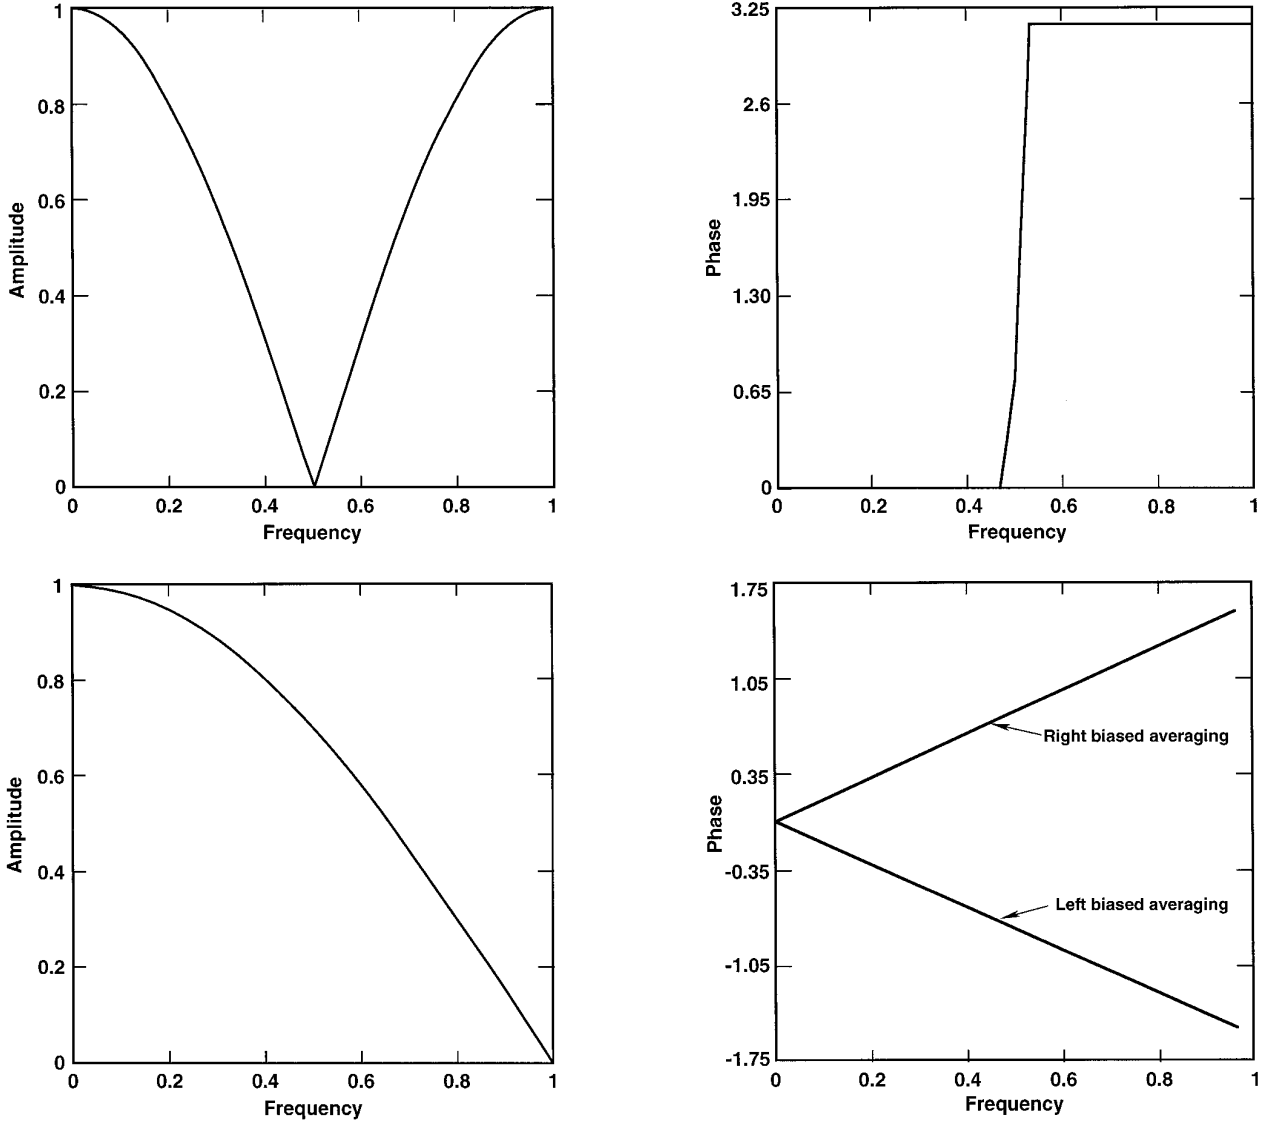 1
0.8
0.6
0.4
0.2
0
Amplitude
0 0.2 0.4 0.6 0.8 1
Frequency
3.25
2.6
1.95
1.30
0.65
0
Phase
0 0.2 0.4 0.6 0.8 1
Frequency
1
0.8
0.6
0.4
0.2
0
Amplitude
0 0.2 0.4 0.6 0.8 1
Frequency
1.75
1.05
0.35
-0.35
-1.05
-1.75
Phase
Right biased averaging
Left biased averaging
0 0.2 0.4 0.6 0.8 1
Frequency